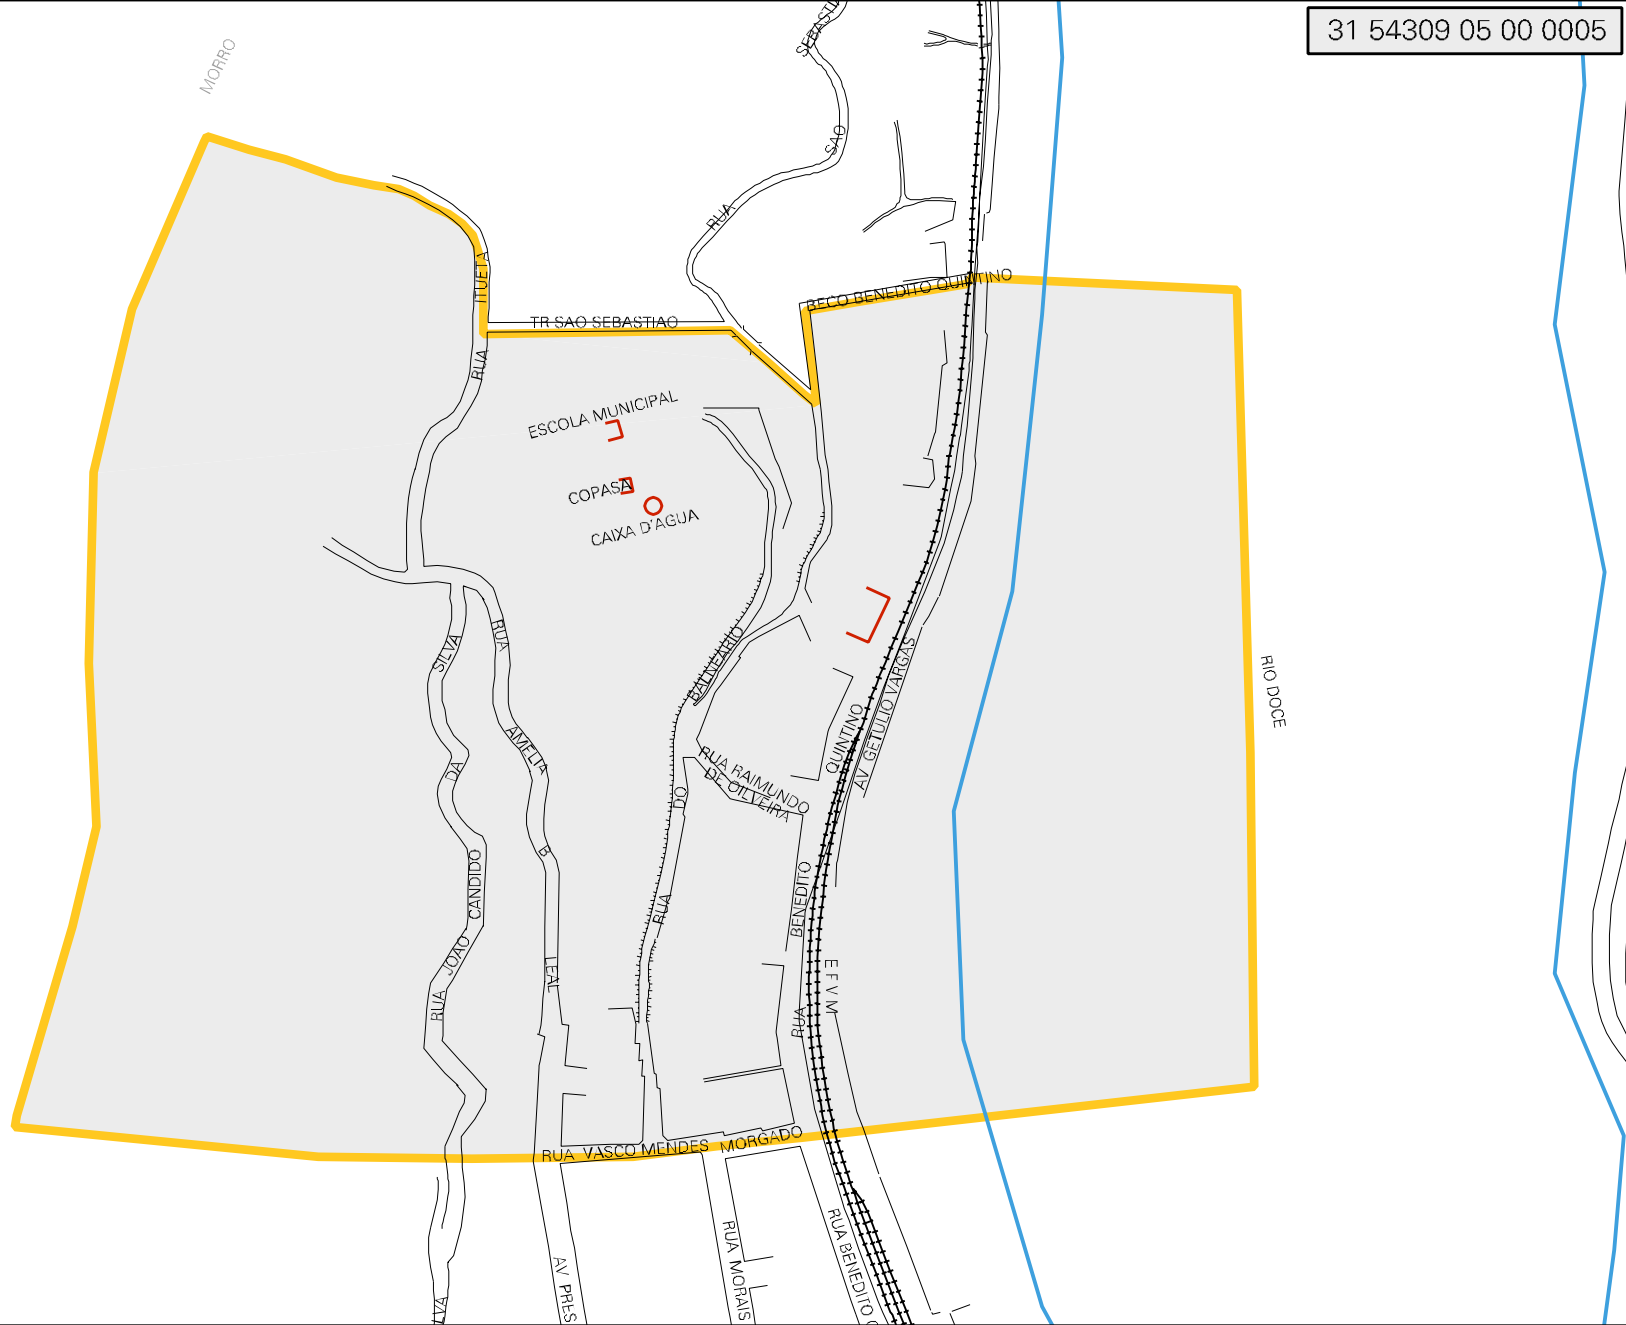 31 54309 05 00 0005
MORRO
SEBASTI
SAO
RUA
ITUETA
RUA
BECO BENEDITO QUINTINO
TR SAO SEBASTIAO
ESCOLA MUNICIPAL
COPASA
CAIXA D'AGUA
RUA
SILVA
BALNEARIO
AV GETULIO VARGAS
RIO DOCE
QUINTINO
AMELIA
RUA RAIMUNDO
DE OILVEIRA
DA
DO
B
CANDIDO
BENEDITO
RUA
JOAO
LEAL
E F V M
RUA
RUA
RUA VASCO MENDES MORGADO
RUA MORAIS
RUA BENEDITO
AV PRES
LVA